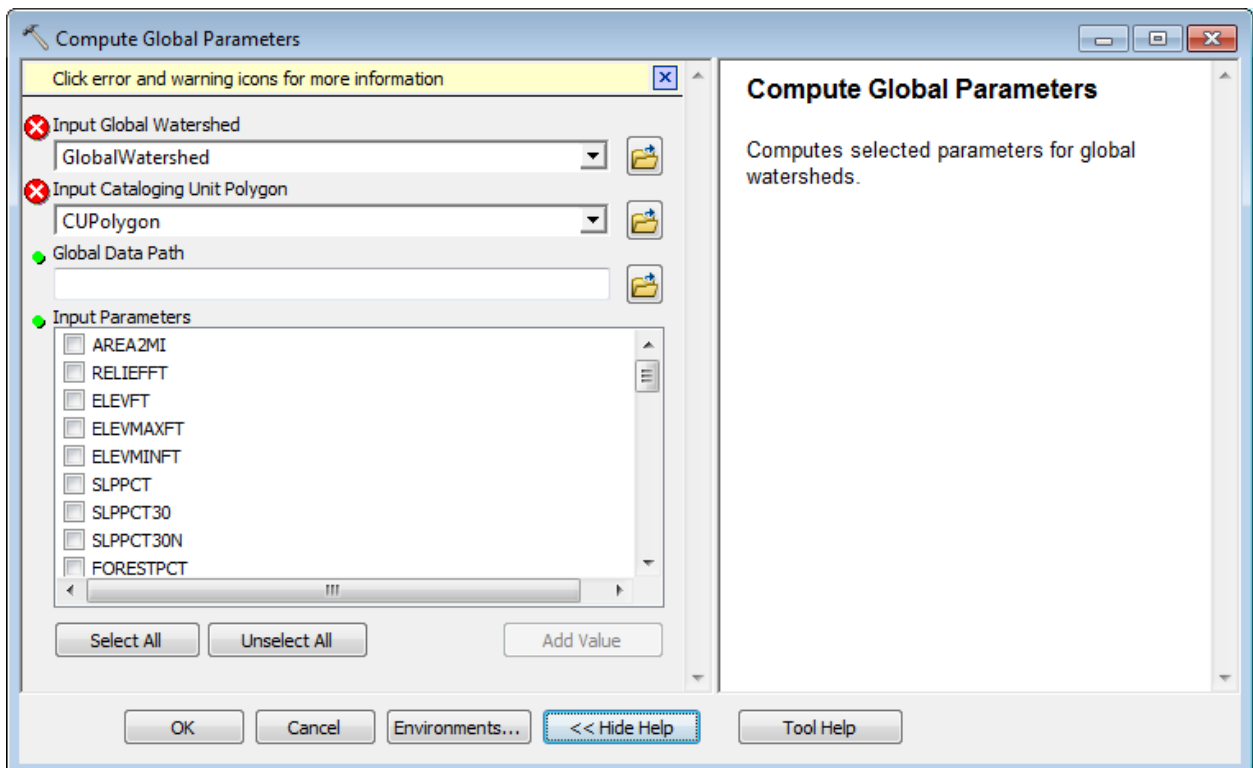 Compute Global Parameters
Click error and warning icons for more information
Input Global Watershed
GlobalWatershed
Input Cataloging Unit Polygon
CUPolygon
Global Data Path
Input Parameters
AREA2MI
RELIEFFT
ELEVFT
ELEVMAXFT
ELEVMINFT
SLPPCT
SLPPCT30
SLPPCT30N
FORESTPCT
Select All
Unselect All
Add Value
Compute Global Parameters
Computes selected parameters for global
watersheds.
OK
Cancel
Environments...
<< Hide Help
Tool Help